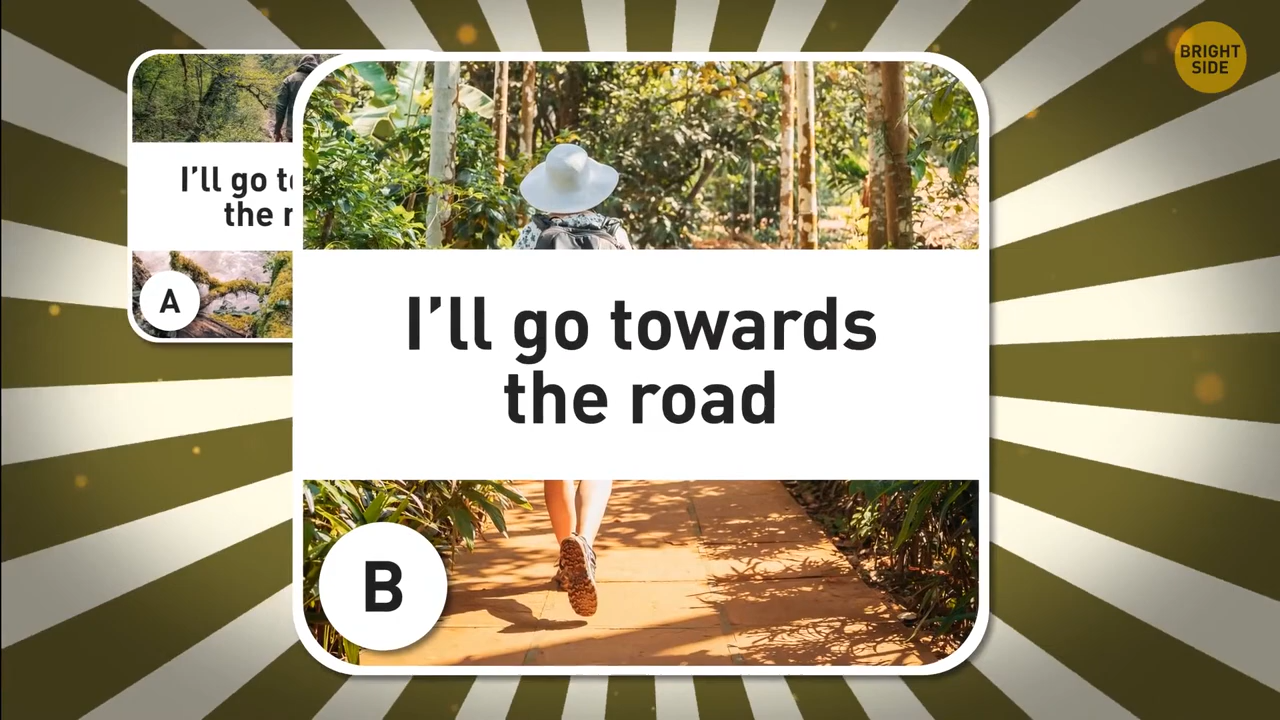 BRIGHT
SIDE
I'll go
the
A
I'll go towards
the road
B